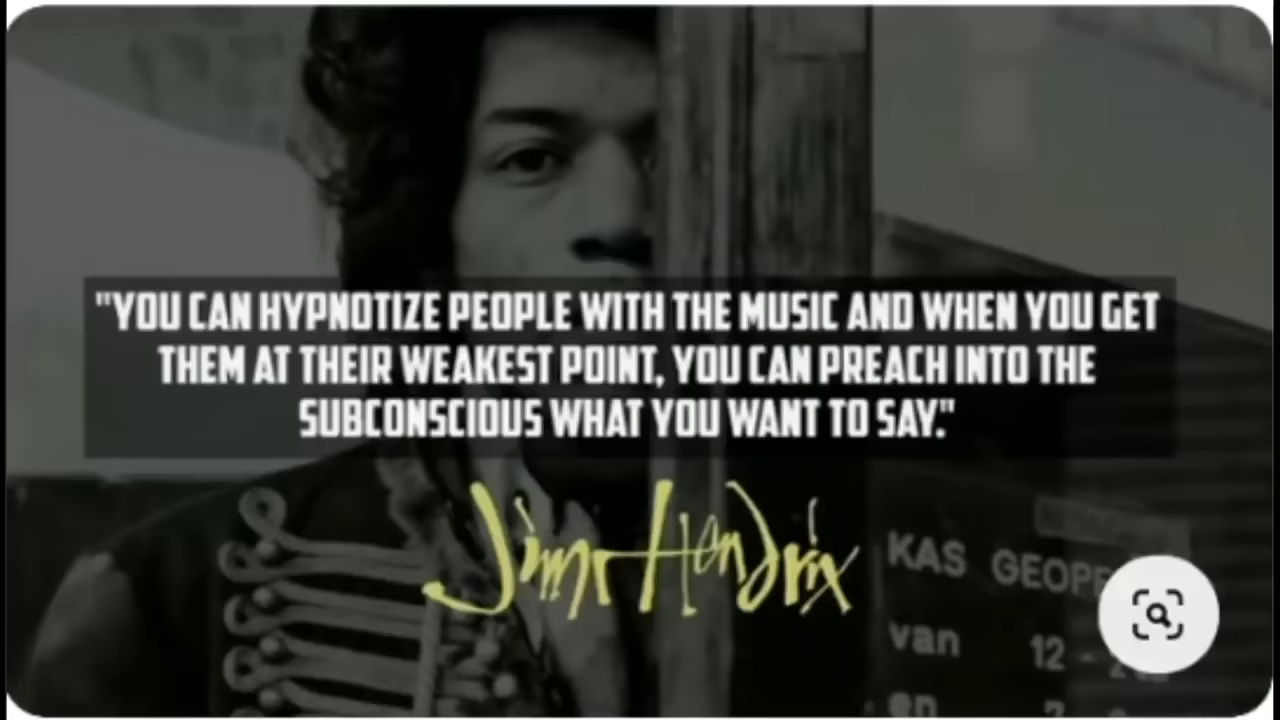 "YOU CAN HYPNOTIZE PEOPLE WITH THE MUSIC AND WHEN YOU GET
THEM AT THEIR WEAKEST POINT, YOU CAN PREACH INTO THE
SUBCONSCIOUS WHAT YOU WANT TO SAY."
Jimi Hendrix
KAS
van 12 -
en